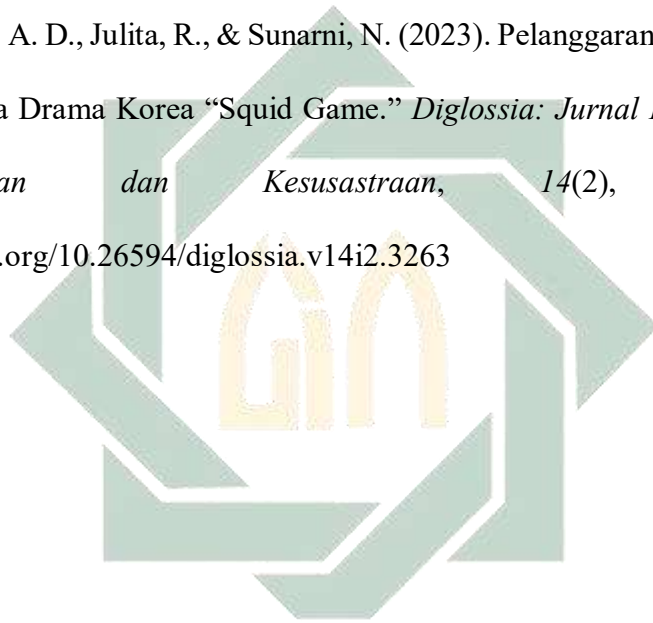 A. D., Julita, R., & Sunarni, N. (2023). Pelanggaran
Drama Korea “Squid Game.” Diglossia: Jurnal
dan Kesusastraan, 14(2),
.org/10.26594/diglossia.v14i2.3263